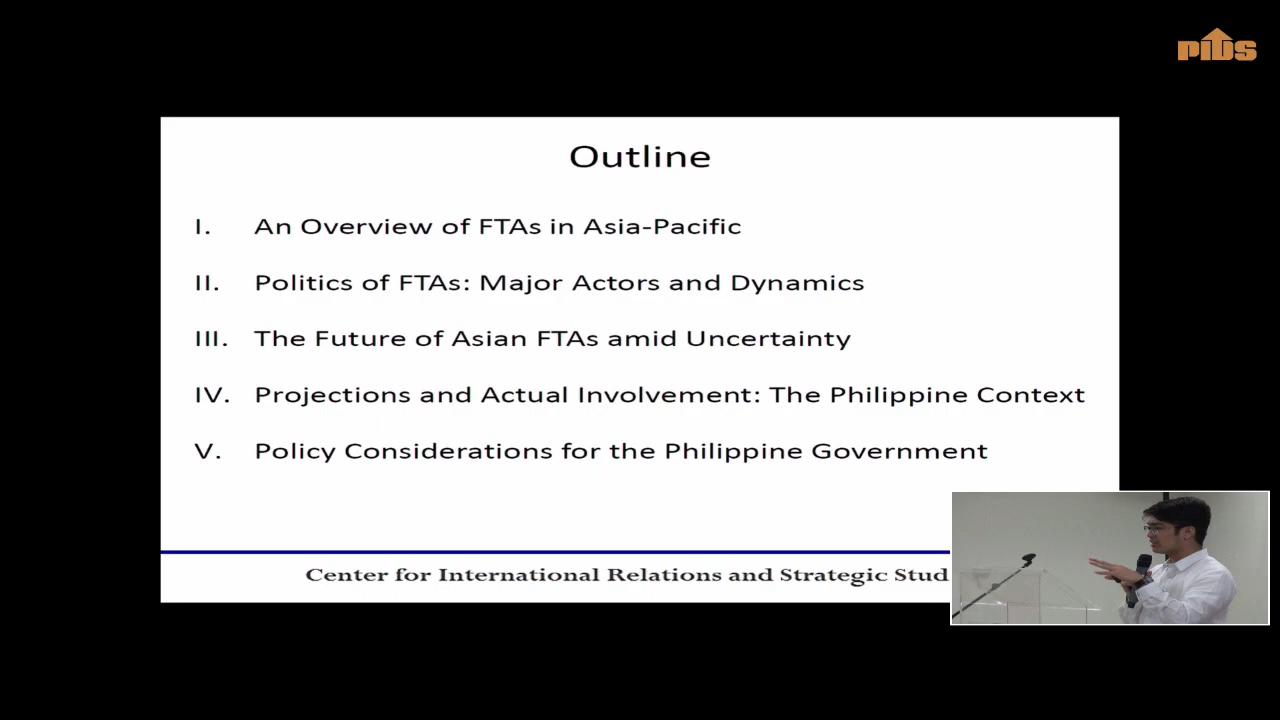 PIDS
Outline
I. An Overview of FTAs in Asia-Pacific
II. Politics of FTAs: Major Actors and Dynamics
III. The Future of Asian FTAs amid Uncertainty
IV. Projections and Actual Involvement: The Philippine Context
V. Policy Considerations for the Philippine Government
Center for International Relations and Strategic Stud